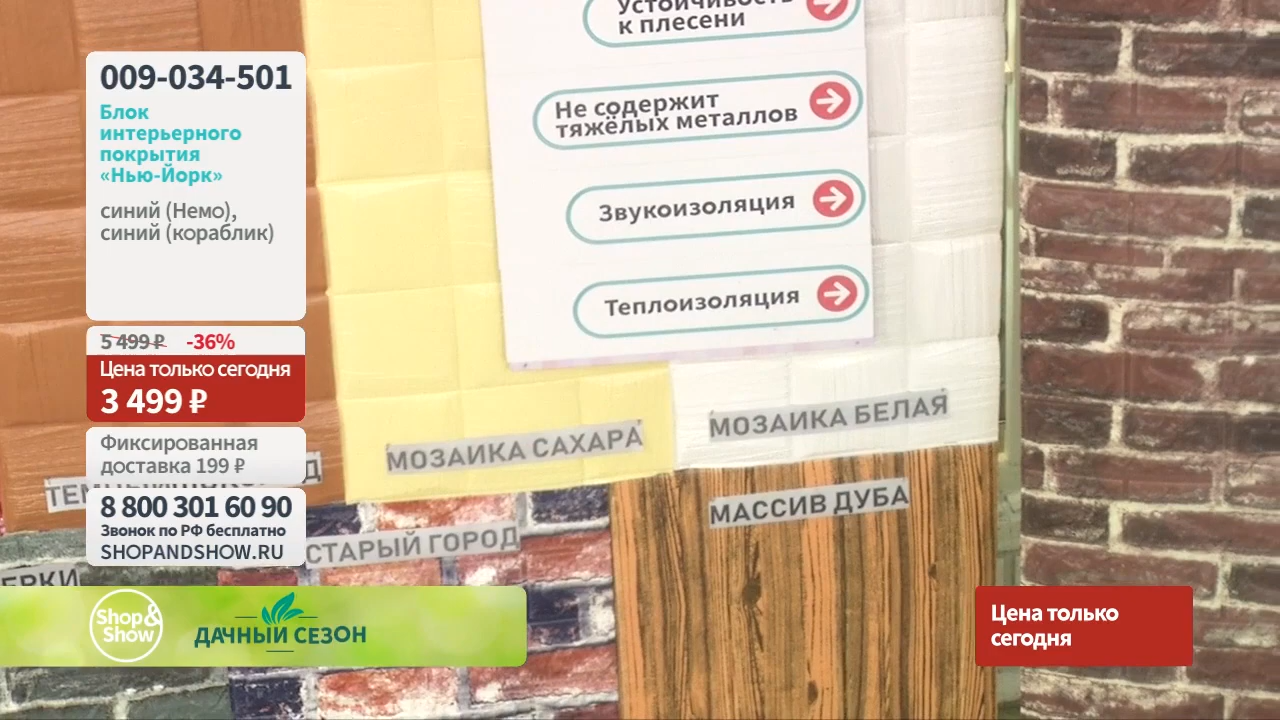 009-034-501
Блок
интерьерного
покрытия
«Нью-Йорк»
синий (Немо),
синий (кораблик)
5 499 ₽ -36%
Цена только сегодня
3 499 ₽
Фиксированная
доставка 199 ₽
8 800 301 60 90
Звонок по РФ бесплатно
SHOPANDSHOW.RU
Устойчивость
к плесени
Не содержит
тяжёлых металлов
Звукоизоляция
Теплоизоляция
МОЗАИКА САХАРА
МОЗАИКА БЕЛАЯ
МАССИВ ДУБА
СТАРЫЙ ГОРОД
Shop&
Show
ДАЧНЫЙ СЕЗОН
Цена только
сегодня